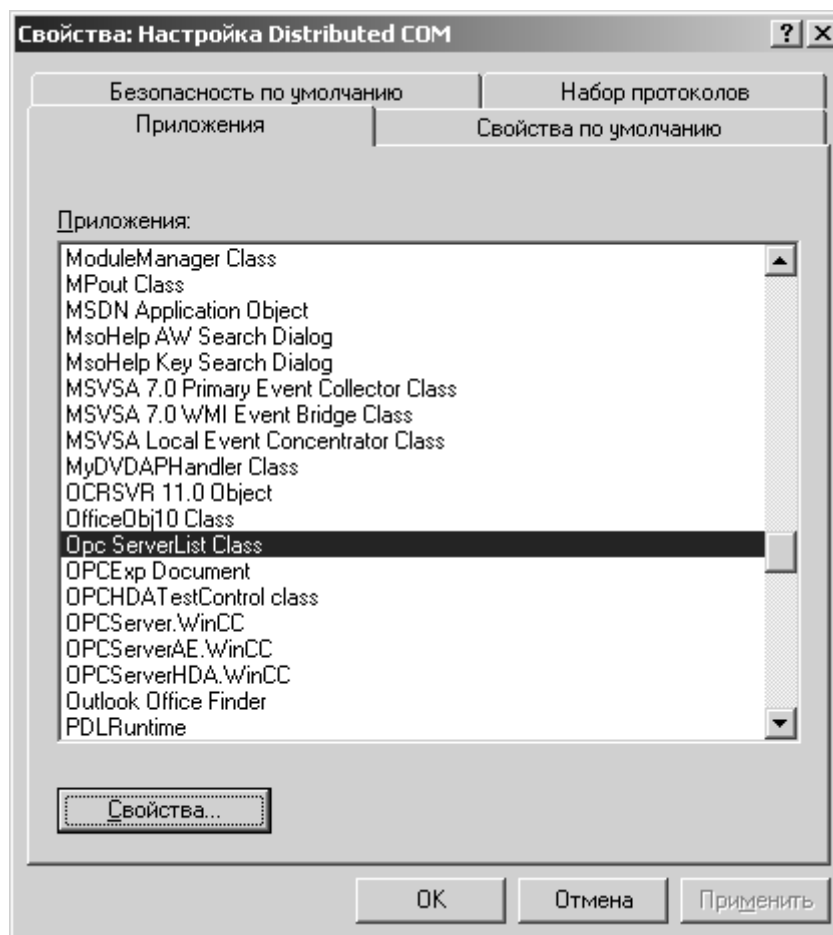 Свойства: Настройка Distributed COM
Безопасность по умолчанию
Набор протоколов
Приложения
Свойства по умолчанию
Приложения:
ModuleManager Class
MPout Class
MSDN Application Object
MsoHelp AW Search Dialog
MsoHelp Key Search Dialog
MSVSA 7.0 Primary Event Collector Class
MSVSA 7.0 WMI Event Bridge Class
MSVSA Local Event Concentrator Class
MyDVDAPHandler Class
OCRSVR 11.0 Object
OfficeObj10 Class
Opc ServerList Class
OPCExp Document
OPCHDATestControl class
OPCServer.WinCC
OPCServerAE.WinCC
OPCServerHDA.WinCC
Outlook Office Finder
PDLRuntime
Свойства...
OK
Отмена
Применить